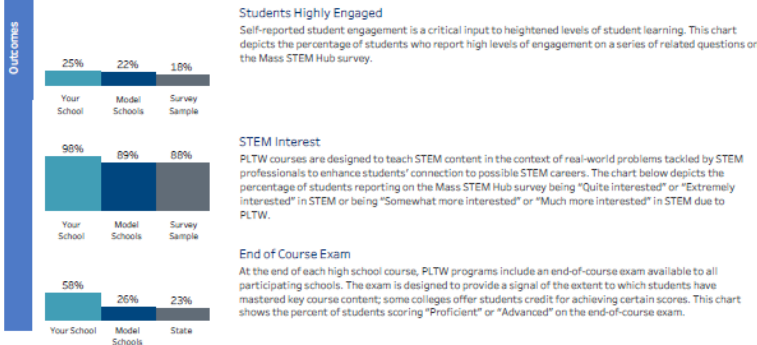 Outcomes
Students Highly Engaged
Self-reported student engagement is a critical input to heightened levels of student learning. This chart
depicts the percentage of students who report high levels of engagement on a series of related questions on
the Mass STEM Hub survey.
25%
22%
18%
Your
School
Model
Schools
Survey
Sample
STEM Interest
PLTW courses are designed to teach STEM content in the context of real-world problems tackled by STEM
professionals to enhance students' connection to possible STEM careers. The chart below depicts the
percentage of students reporting on the Mass STEM Hub survey being "Quite interested" or "Extremely
interested" in STEM or being "Somewhat more interested" or "Much more interested" in STEM due to
PLTW.
98%
89%
88%
Your
School
Model
Schools
Survey
Sample
End of Course Exam
At the end of each high school course, PLTW programs include an end-of-course exam available to all
participating schools. The exam is designed to provide a signal of the extent to which students have
mastered key course content; some colleges offer students credit for achieving certain scores. This chart
shows the percent of students scoring "Proficient" or "Advanced" on the end-of-course exam.
58%
26%
23%
Your School
Model
Schools
State